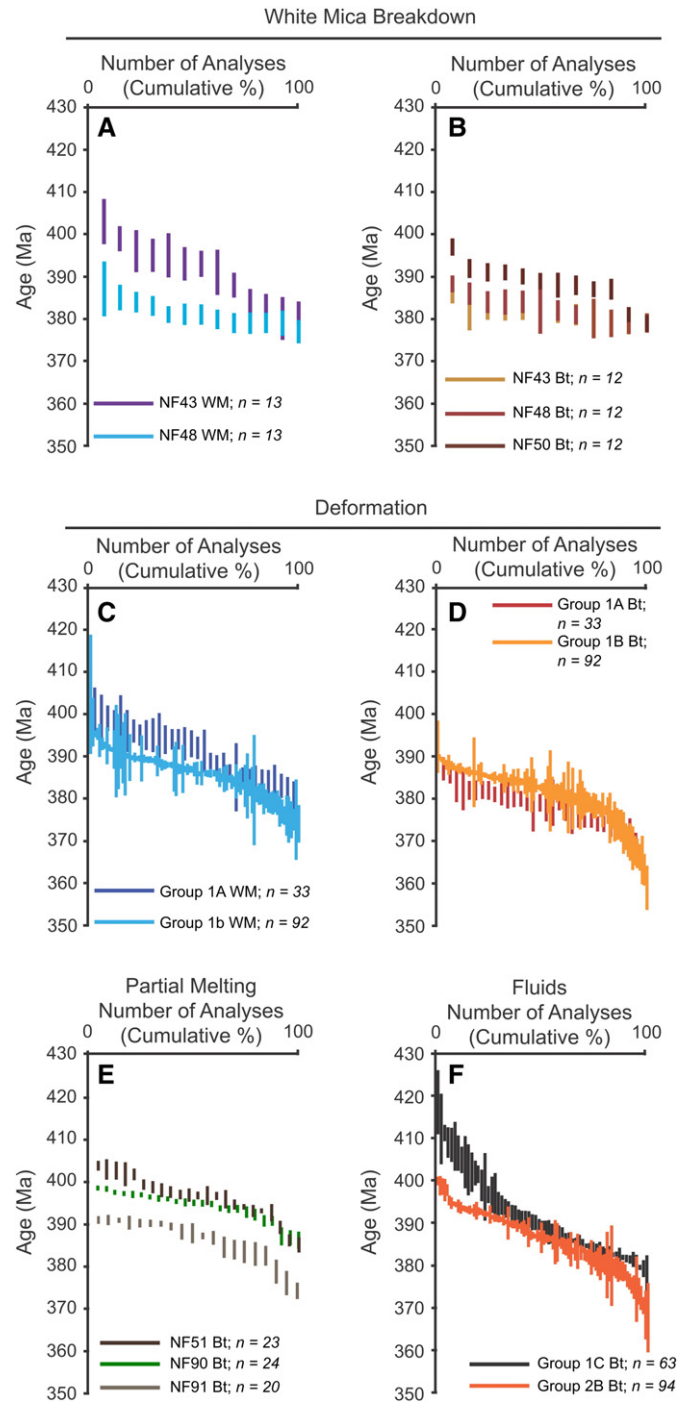 White Mica Breakdown
Number of Analyses
(Cumulative %)
0
100
430
420
410
400
390
380
370
360
350
Age (Ma)
A
NF43 WM; n = 13
NF48 WM; n = 13
Number of Analyses
(Cumulative %)
0
100
430
420
410
400
390
380
370
360
350
Age (Ma)
B
NF43 Bt; n = 12
NF48 Bt; n = 12
NF50 Bt; n = 12
Deformation
Number of Analyses
(Cumulative %)
0
100
430
420
410
400
390
380
370
360
350
Age (Ma)
C
Group 1A WM; n = 33
Group 1b WM; n = 92
Number of Analyses
(Cumulative %)
0
100
430
420
410
400
390
380
370
360
350
Age (Ma)
D
Group 1A Bt;
n = 33
Group 1B Bt;
n = 92
Partial Melting
Number of Analyses
(Cumulative %)
0
100
430
420
410
400
390
380
370
360
350
Age (Ma)
E
NF51 Bt; n = 23
NF90 Bt; n = 24
NF91 Bt; n = 20
Fluids
Number of Analyses
(Cumulative %)
0
100
430
420
410
400
390
380
370
360
350
Age (Ma)
F
Group 1C Bt; n = 63
Group 2B Bt; n = 94